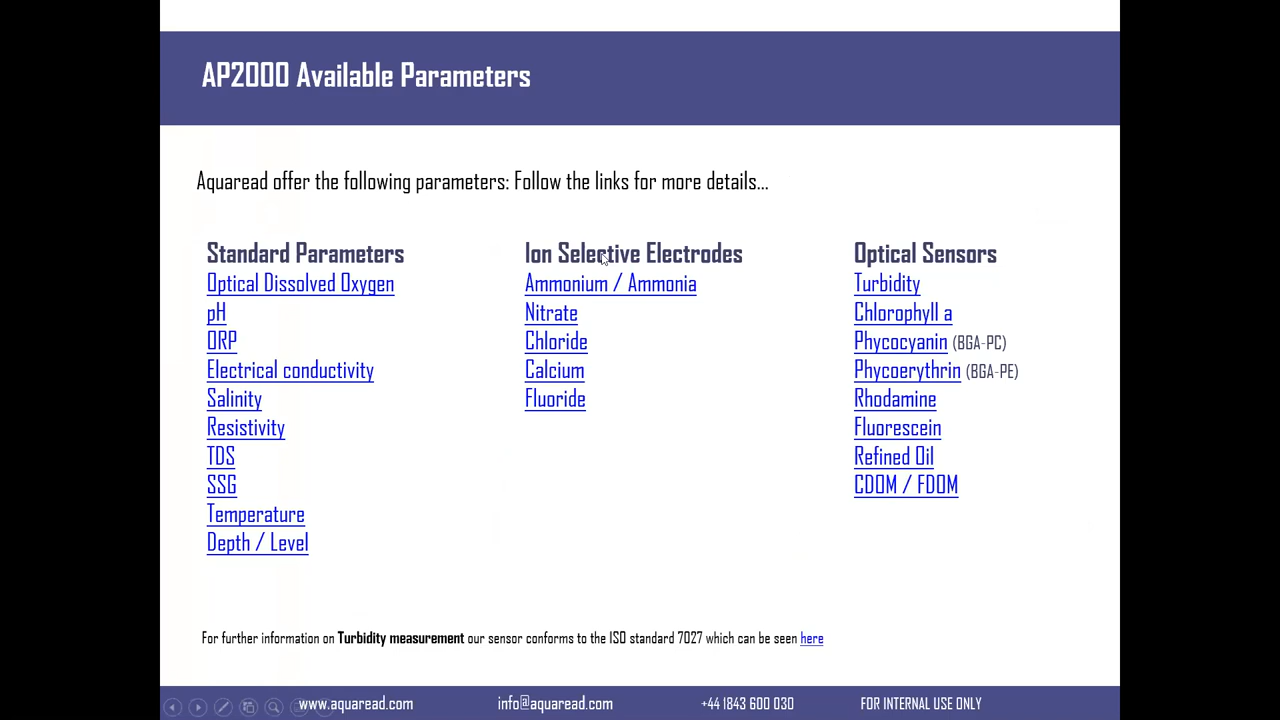 AP2000 Available Parameters
Aquaread offer the following parameters: Follow the links for more details...
Standard Parameters
Optical Dissolved Oxygen
pH
ORP
Electrical conductivity
Salinity
Resistivity
TDS
SSG
Temperature
Depth / Level
Ion Selective Electrodes
Ammonium / Ammonia
Nitrate
Chloride
Calcium
Fluoride
Optical Sensors
Turbidity
Chlorophyll a
Phycocyanin (BGA-PC)
Phycoerythrin (BGA-PE)
Rhodamine
Fluorescein
Refined Oil
CDOM / FDOM
For further information on Turbidity measurement our sensor conforms to the ISO standard 7027 which can be seen here
www.aquaread.com info@aquaread.com +44 1843 600 030 FOR INTERNAL USE ONLY